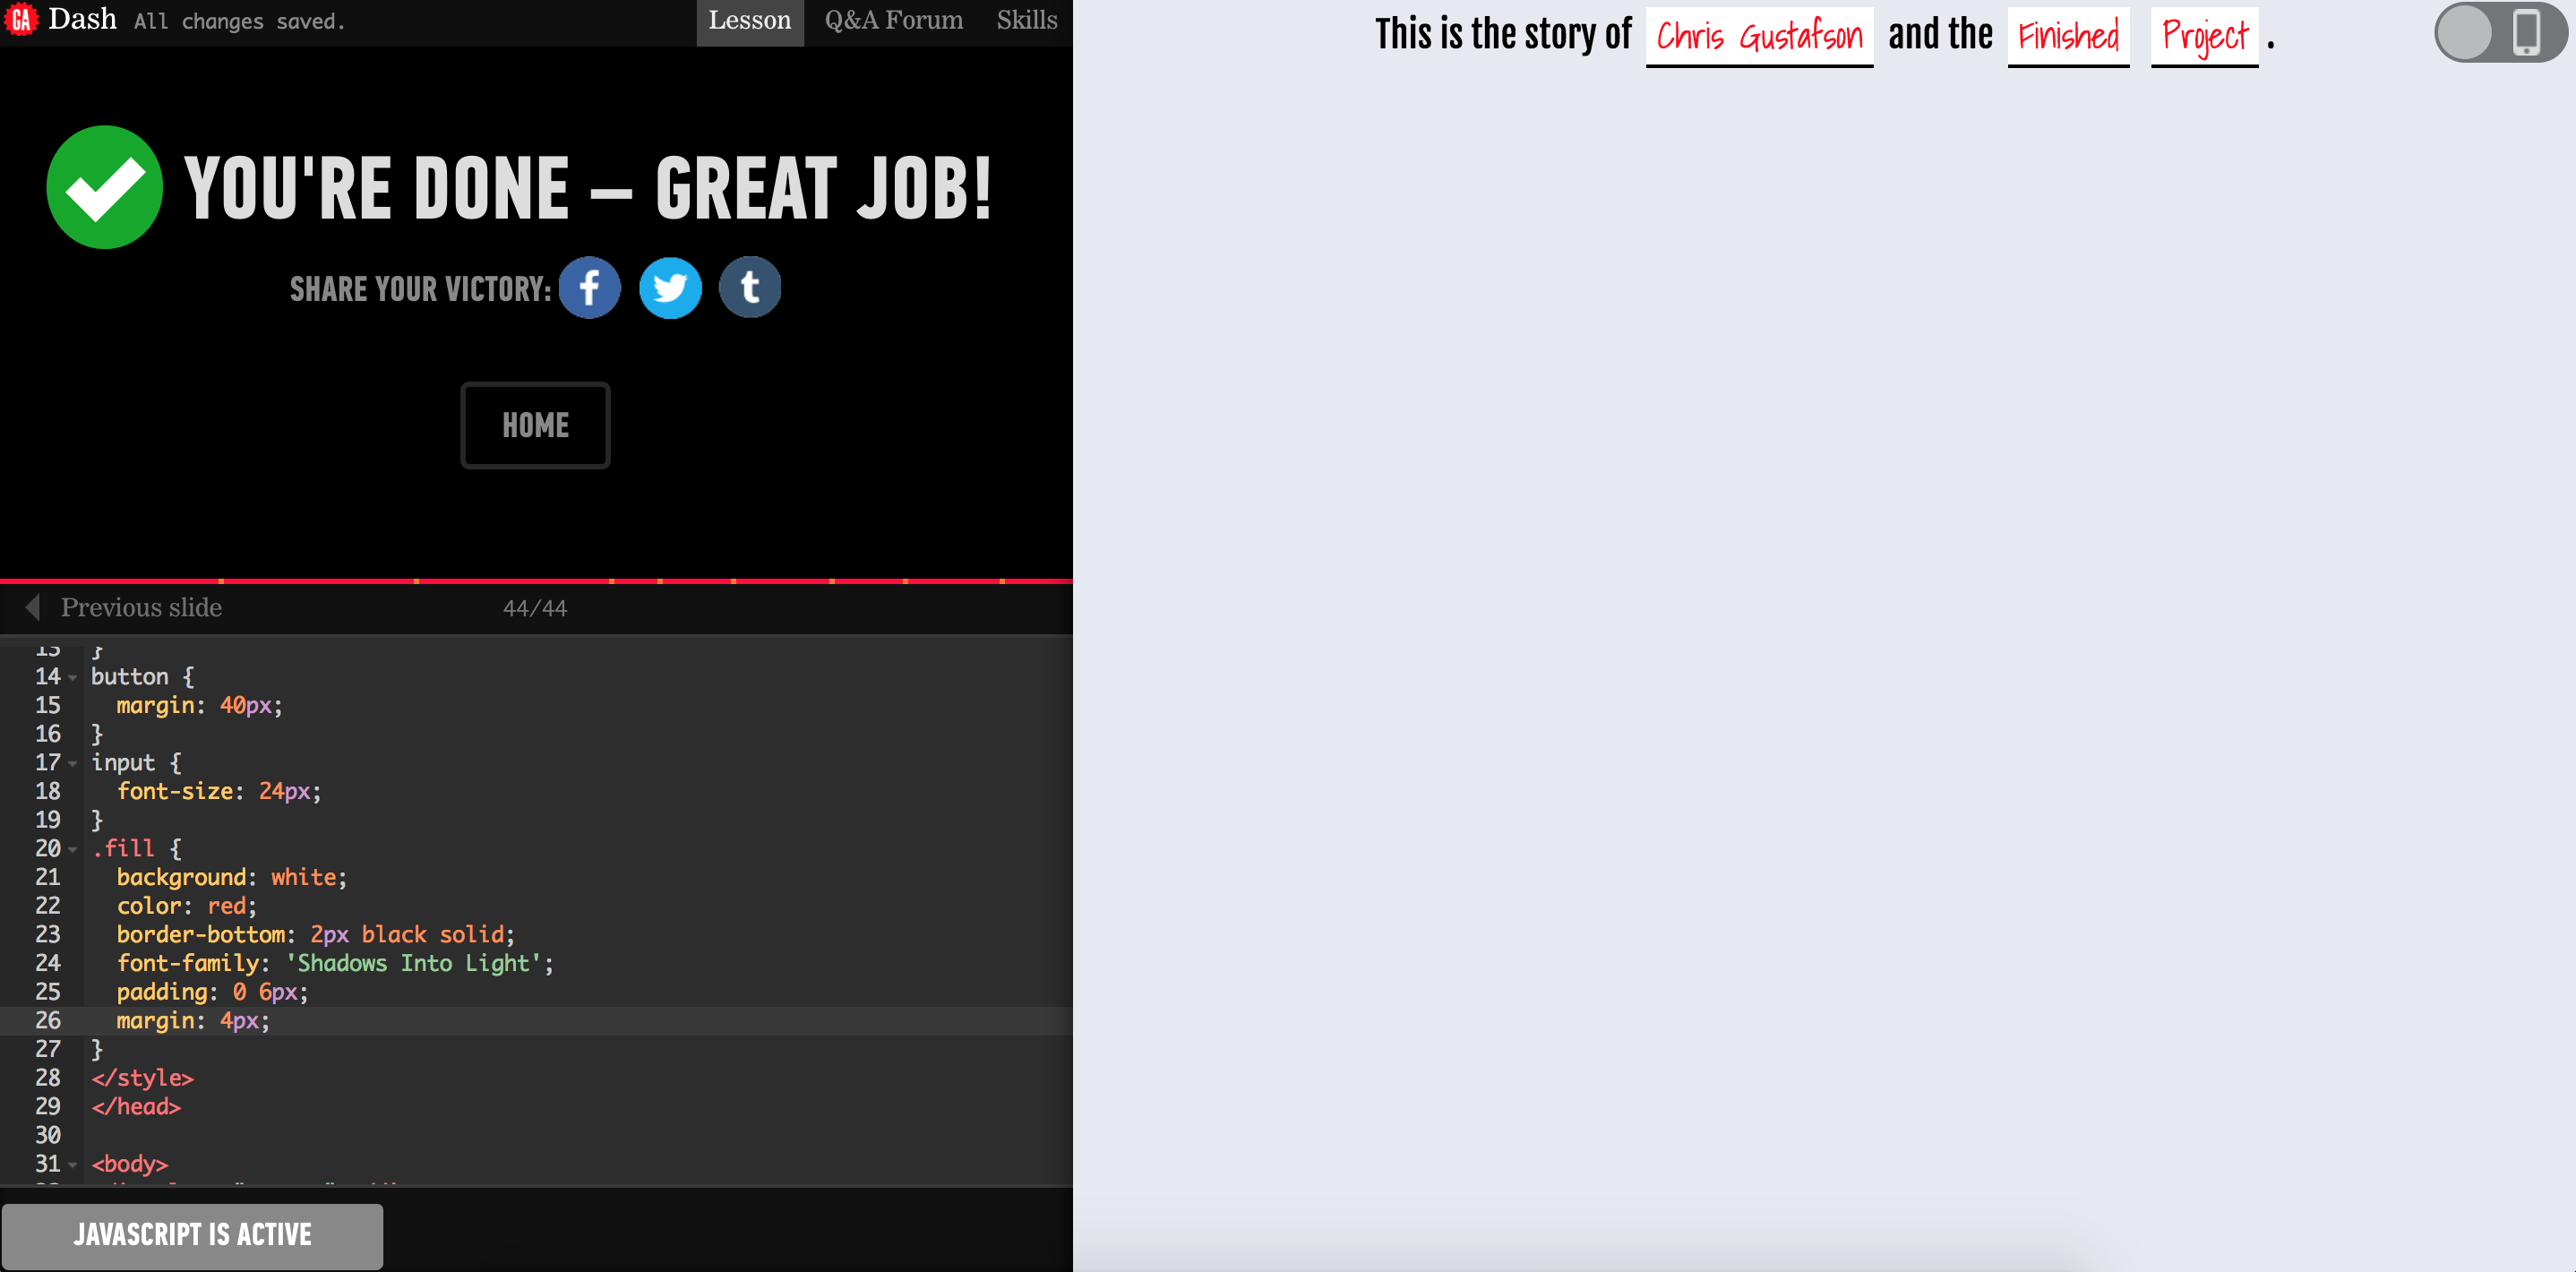 GA Dash All changes saved. Lesson Q&A Forum Skills
YOU'RE DONE – GREAT JOB!
SHARE YOUR VICTORY: f t
HOME
Previous slide 44/44
13 }
14 button {
15 margin: 40px;
16 }
17 input {
18 font-size: 24px;
19 }
20 .fill {
21 background: white;
22 color: red;
23 border-bottom: 2px black solid;
24 font-family: 'Shadows Into Light';
25 padding: 0 6px;
26 margin: 4px;
27 }
28 </style>
29 </head>
30
31 <body>
JAVASCRIPT IS ACTIVE
This is the story of Chris Gustafson and the Finished Project .